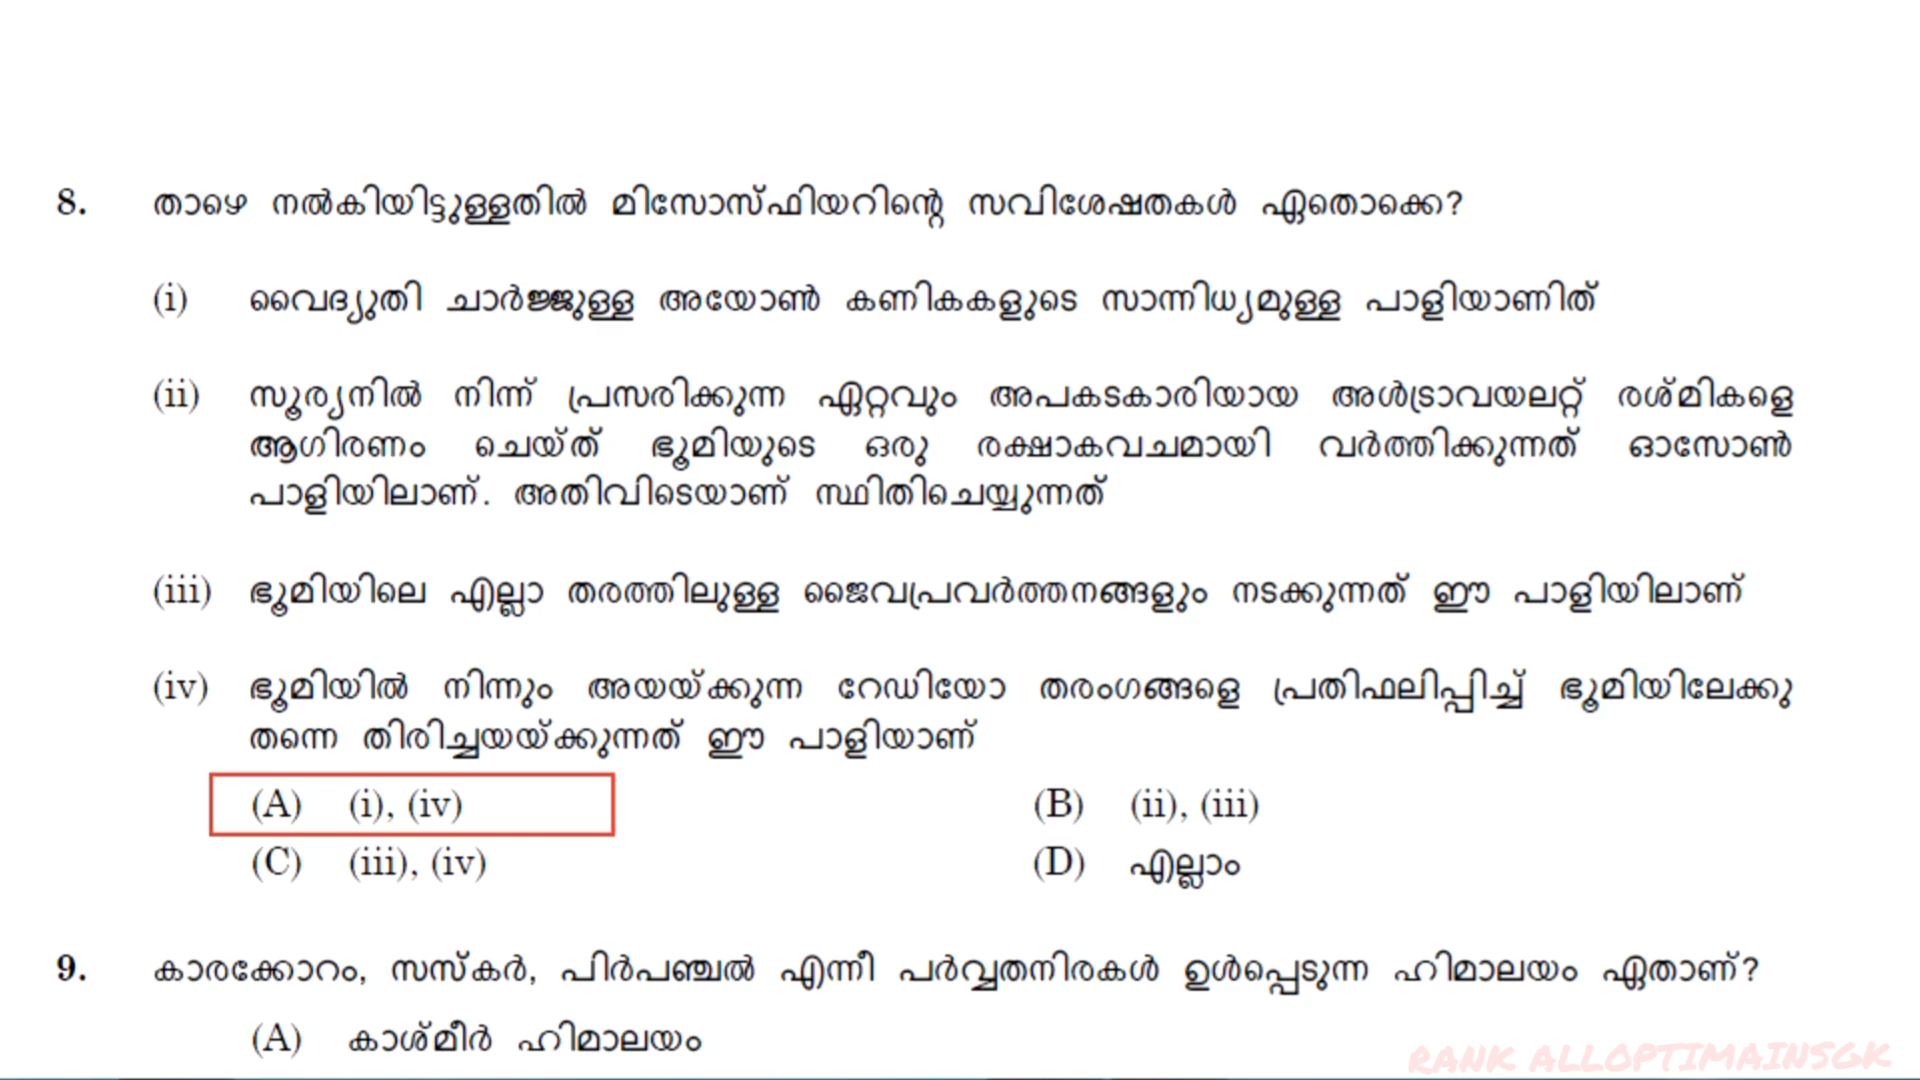 8. താഴെ നൽകിയിട്ടുള്ളതിൽ മിസോസ്ഫിയറിന്റെ സവിശേഷതകൾ ഏതൊക്കെ?
(i) വൈദ്യുതി ചാർജ്ജുള്ള അയോൺ കണികകളുടെ സാന്നിധ്യമുള്ള പാളിയാണിത്
(ii) സൂര്യനിൽ നിന്ന് പ്രസരിക്കുന്ന ഏറ്റവും അപകടകാരിയായ അൾട്രാവയലറ്റ് രശ്മികളെ
ആഗിരണം ചെയ്ത് ഭൂമിയുടെ ഒരു രക്ഷാകവചമായി വർത്തിക്കുന്നത് ഓസോൺ
പാളിയിലാണ്. അതിവിടെയാണ് സ്ഥിതിചെയ്യുന്നത്
(iii) ഭൂമിയിലെ എല്ലാ തരത്തിലുള്ള ജൈവപ്രവർത്തനങ്ങളും നടക്കുന്നത് ഈ പാളിയിലാണ്
(iv) ഭൂമിയിൽ നിന്നും അയയ്ക്കുന്ന റേഡിയോ തരംഗങ്ങളെ പ്രതിഫലിപ്പിച്ച് ഭൂമിയിലേക്കു
തന്നെ തിരിച്ചയയ്ക്കുന്നത് ഈ പാളിയാണ്
(A) (i), (iv) (B) (ii), (iii)
(C) (iii), (iv) (D) എല്ലാം
9. കാരക്കോറം, സസ്കർ, പിർപഞ്ചൽ എന്നീ പർവ്വതനിരകൾ ഉൾപ്പെടുന്ന ഹിമാലയം ഏതാണ്?
(A) കാശ്മീർ ഹിമാലയം
RANK ALLOPTIMAINSGK